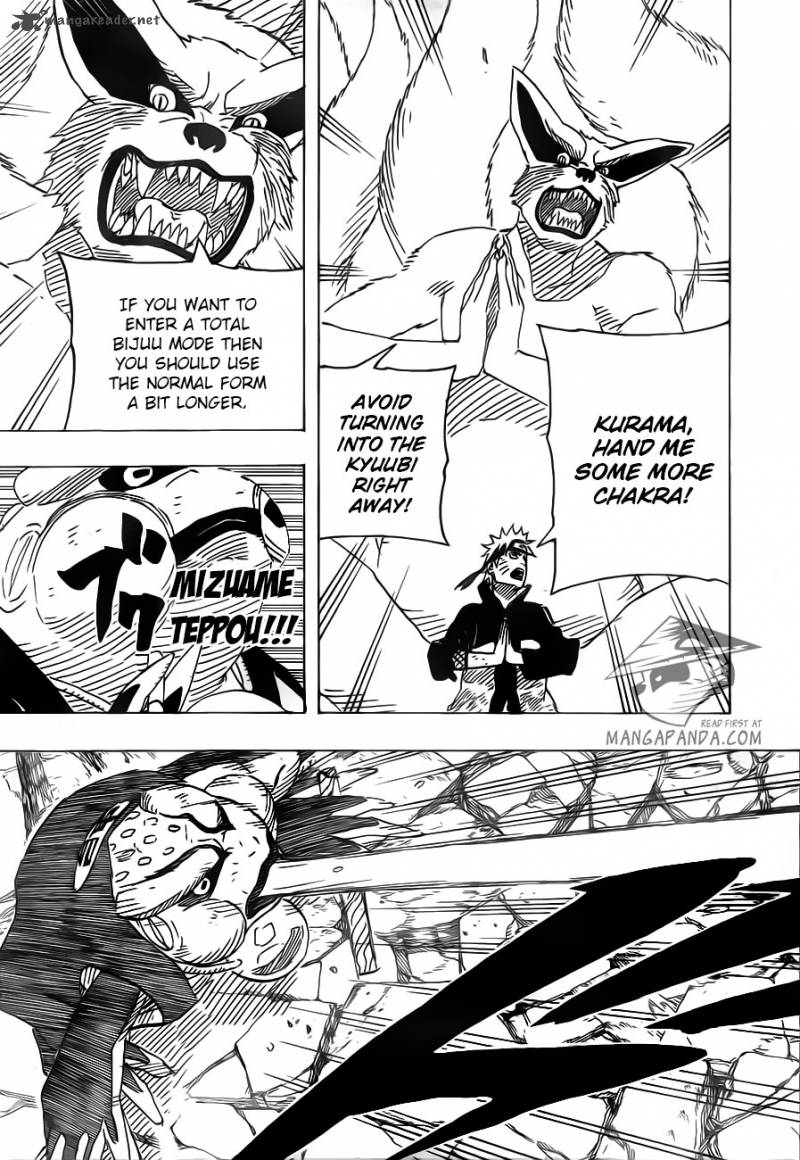 mangareader.net
KURAMA,
HAND ME
SOME MORE
CHAKRA!
AVOID
TURNING
INTO THE
KYUUBI
RIGHT
AWAY!
IF YOU WANT TO
ENTER A TOTAL
BIJUU MODE THEN
YOU SHOULD USE
THE NORMAL FORM
A BIT LONGER.
ズク
MIZUAME
TEPPOU!!!
READ FIRST AT
MANGAPANDA.COM